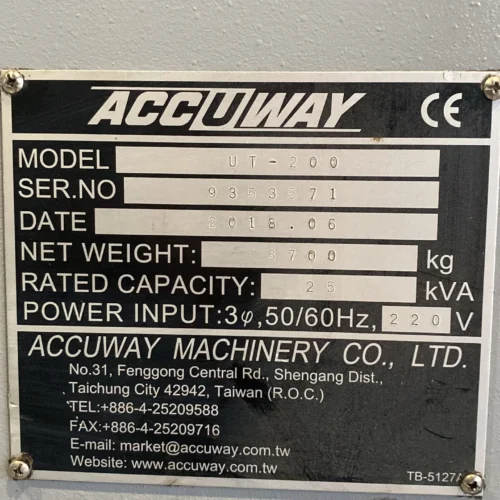 ACCUWAY CE
MODEL UT-200
SER.NO 9353571
DATE 2018.06
NET WEIGHT: 3700 kg
RATED CAPACITY: 25 kVA
POWER INPUT:3φ,50/60Hz, 220 V
ACCUWAY MACHINERY CO., LTD.
No.31, Fenggong Central Rd., Shengang Dist.,
Taichung City 42942, Taiwan (R.O.C.)
TEL:+886-4-25209588
FAX:+886-4-25209716
E-mail: market@accuway.com.tw
Website: www.accuway.com.tw
TB-5127A